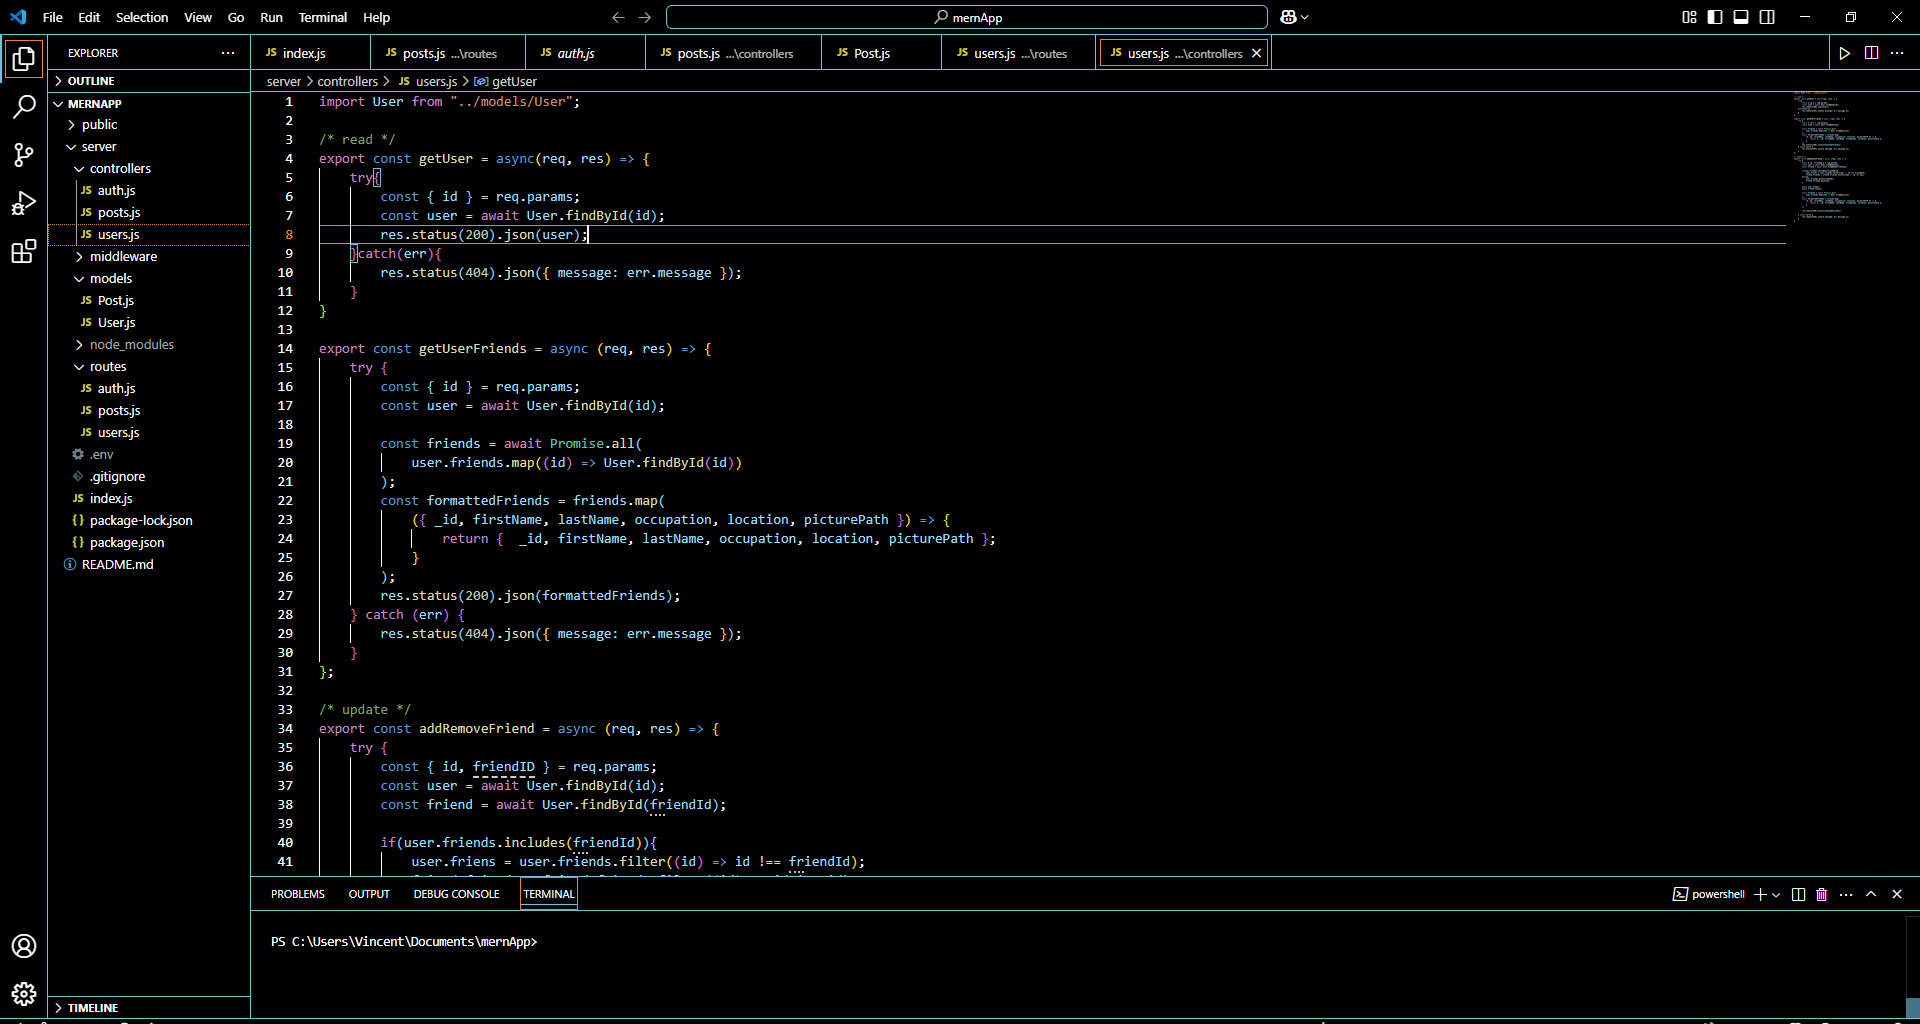 File Edit Selection View Go Run Terminal Help
mernApp
EXPLORER
OUTLINE
MERNAPP
public
server
controllers
JS auth.js
JS posts.js
JS users.js
middleware
models
JS Post.js
JS User.js
node_modules
routes
JS auth.js
JS posts.js
JS users.js
.env
.gitignore
JS index.js
{} package-lock.json
{} package.json
README.md
TIMELINE
JS index.js JS posts.js ...\routes JS auth.js JS posts.js ...\controllers JS Post.js JS users.js ...\routes JS users.js ...\controllers
server > controllers > JS users.js > getUser
1 import User from "../models/User";
2
3 /* read */
4 export const getUser = async(req, res) => {
5 try{
6 const { id } = req.params;
7 const user = await User.findById(id);
8 res.status(200).json(user);
9 }catch(err){
10 res.status(404).json({ message: err.message });
11 }
12 }
13
14 export const getUserFriends = async (req, res) => {
15 try {
16 const { id } = req.params;
17 const user = await User.findById(id);
18
19 const friends = await Promise.all(
20 user.friends.map((id) => User.findById(id))
21 );
22 const formattedFriends = friends.map(
23 ({ _id, firstName, lastName, occupation, location, picturePath }) => {
24 return {  _id, firstName, lastName, occupation, location, picturePath };
25 }
26 );
27 res.status(200).json(formattedFriends);
28 } catch (err) {
29 res.status(404).json({ message: err.message });
30 }
31 };
32
33 /* update */
34 export const addRemoveFriend = async (req, res) => {
35 try {
36 const { id, friendID } = req.params;
37 const user = await User.findById(id);
38 const friend = await User.findById(friendId);
39
40 if(user.friends.includes(friendId)){
41 user.friens = user.friends.filter((id) => id !== friendId);
PROBLEMS OUTPUT DEBUG CONSOLE TERMINAL
powershell
PS C:\Users\Vincent\Documents\mernApp>